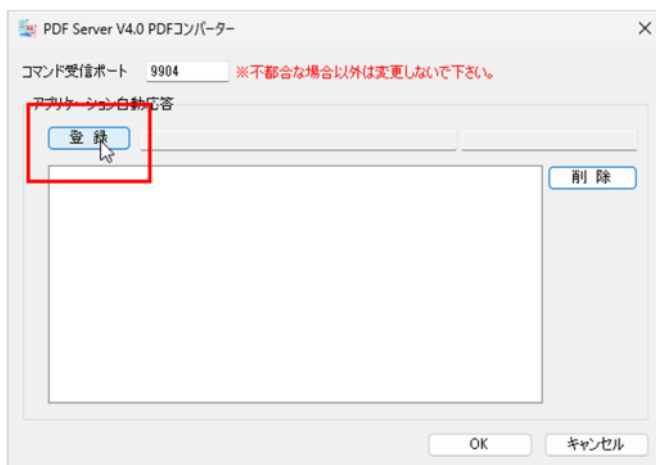 PDF Server V4.0 PDFコンバーター
コマンド受信ポート 9904 ※不都合な場合以外は変更しないで下さい。
アプリケーション自動応答
登 録
削 除
OK キャンセル